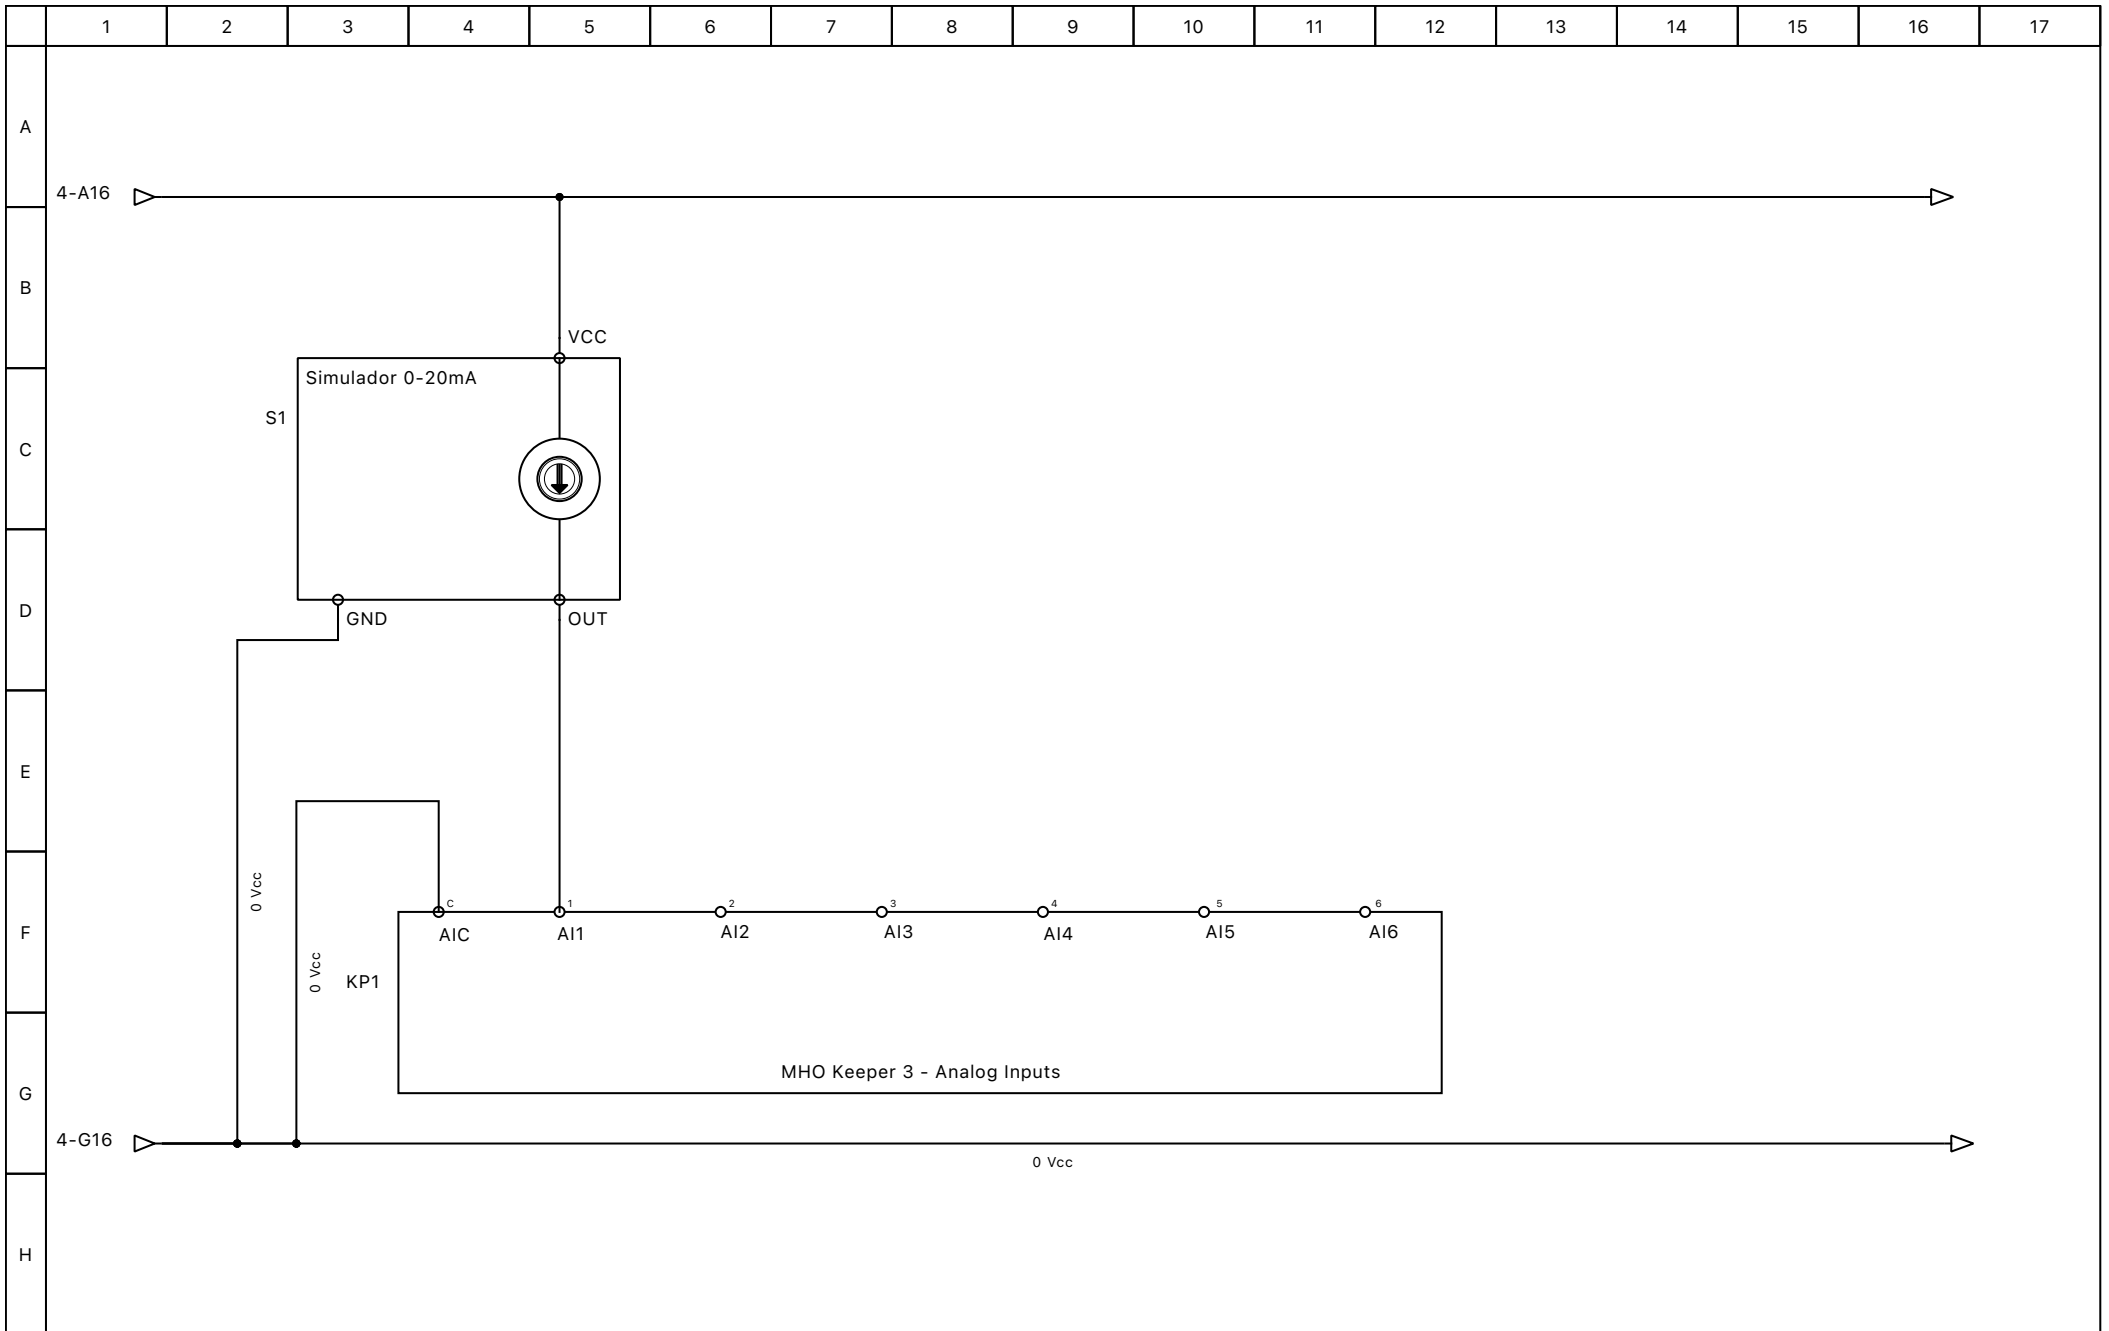 1 2 3 4 5 6 7 8 9 10 11 12 13 14 15 16 17
A
4-A16
B
VCC
Simulador 0-20mA
S1
C
D
GND
OUT
E
0 Vcc
C 1 2 3 4 5 6
F
AIC AI1 AI2 AI3 AI4 AI5 AI6
0 Vcc
KP1
MHO Keeper 3 - Analog Inputs
G
4-G16
0 Vcc
H